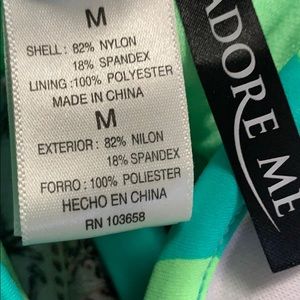 M
SHELL: 82% NYLON
18% SPANDEX
LINING: 100% POLYESTER
MADE IN CHINA
M
EXTERIOR: 82% NILON
18% SPANDEX
FORRO: 100% POLIESTER
HECHO EN CHINA
RN 103658
ADORE ME